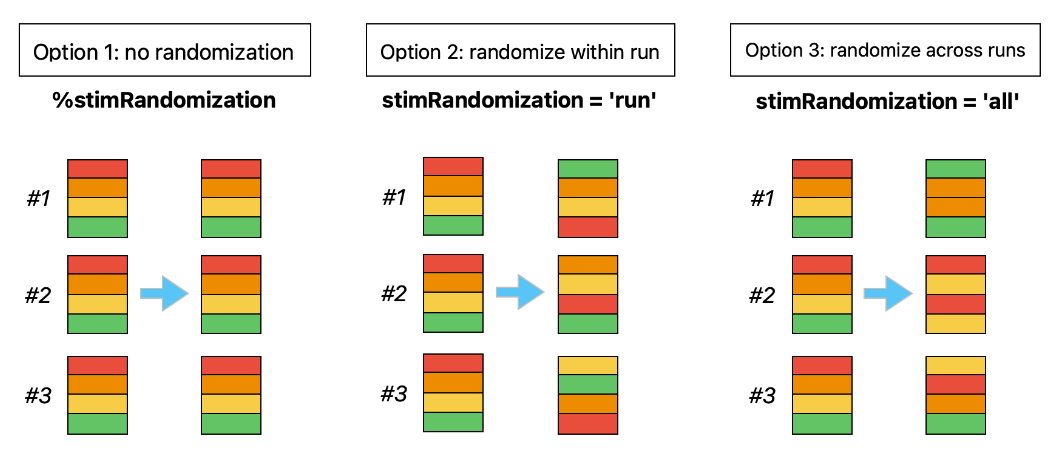 Option 1: no randomization
%stimRandomization
#1
#2
#3
Option 2: randomize within run
stimRandomization = 'run'
#1
#2
#3
Option 3: randomize across runs
stimRandomization = 'all'
#1
#2
#3